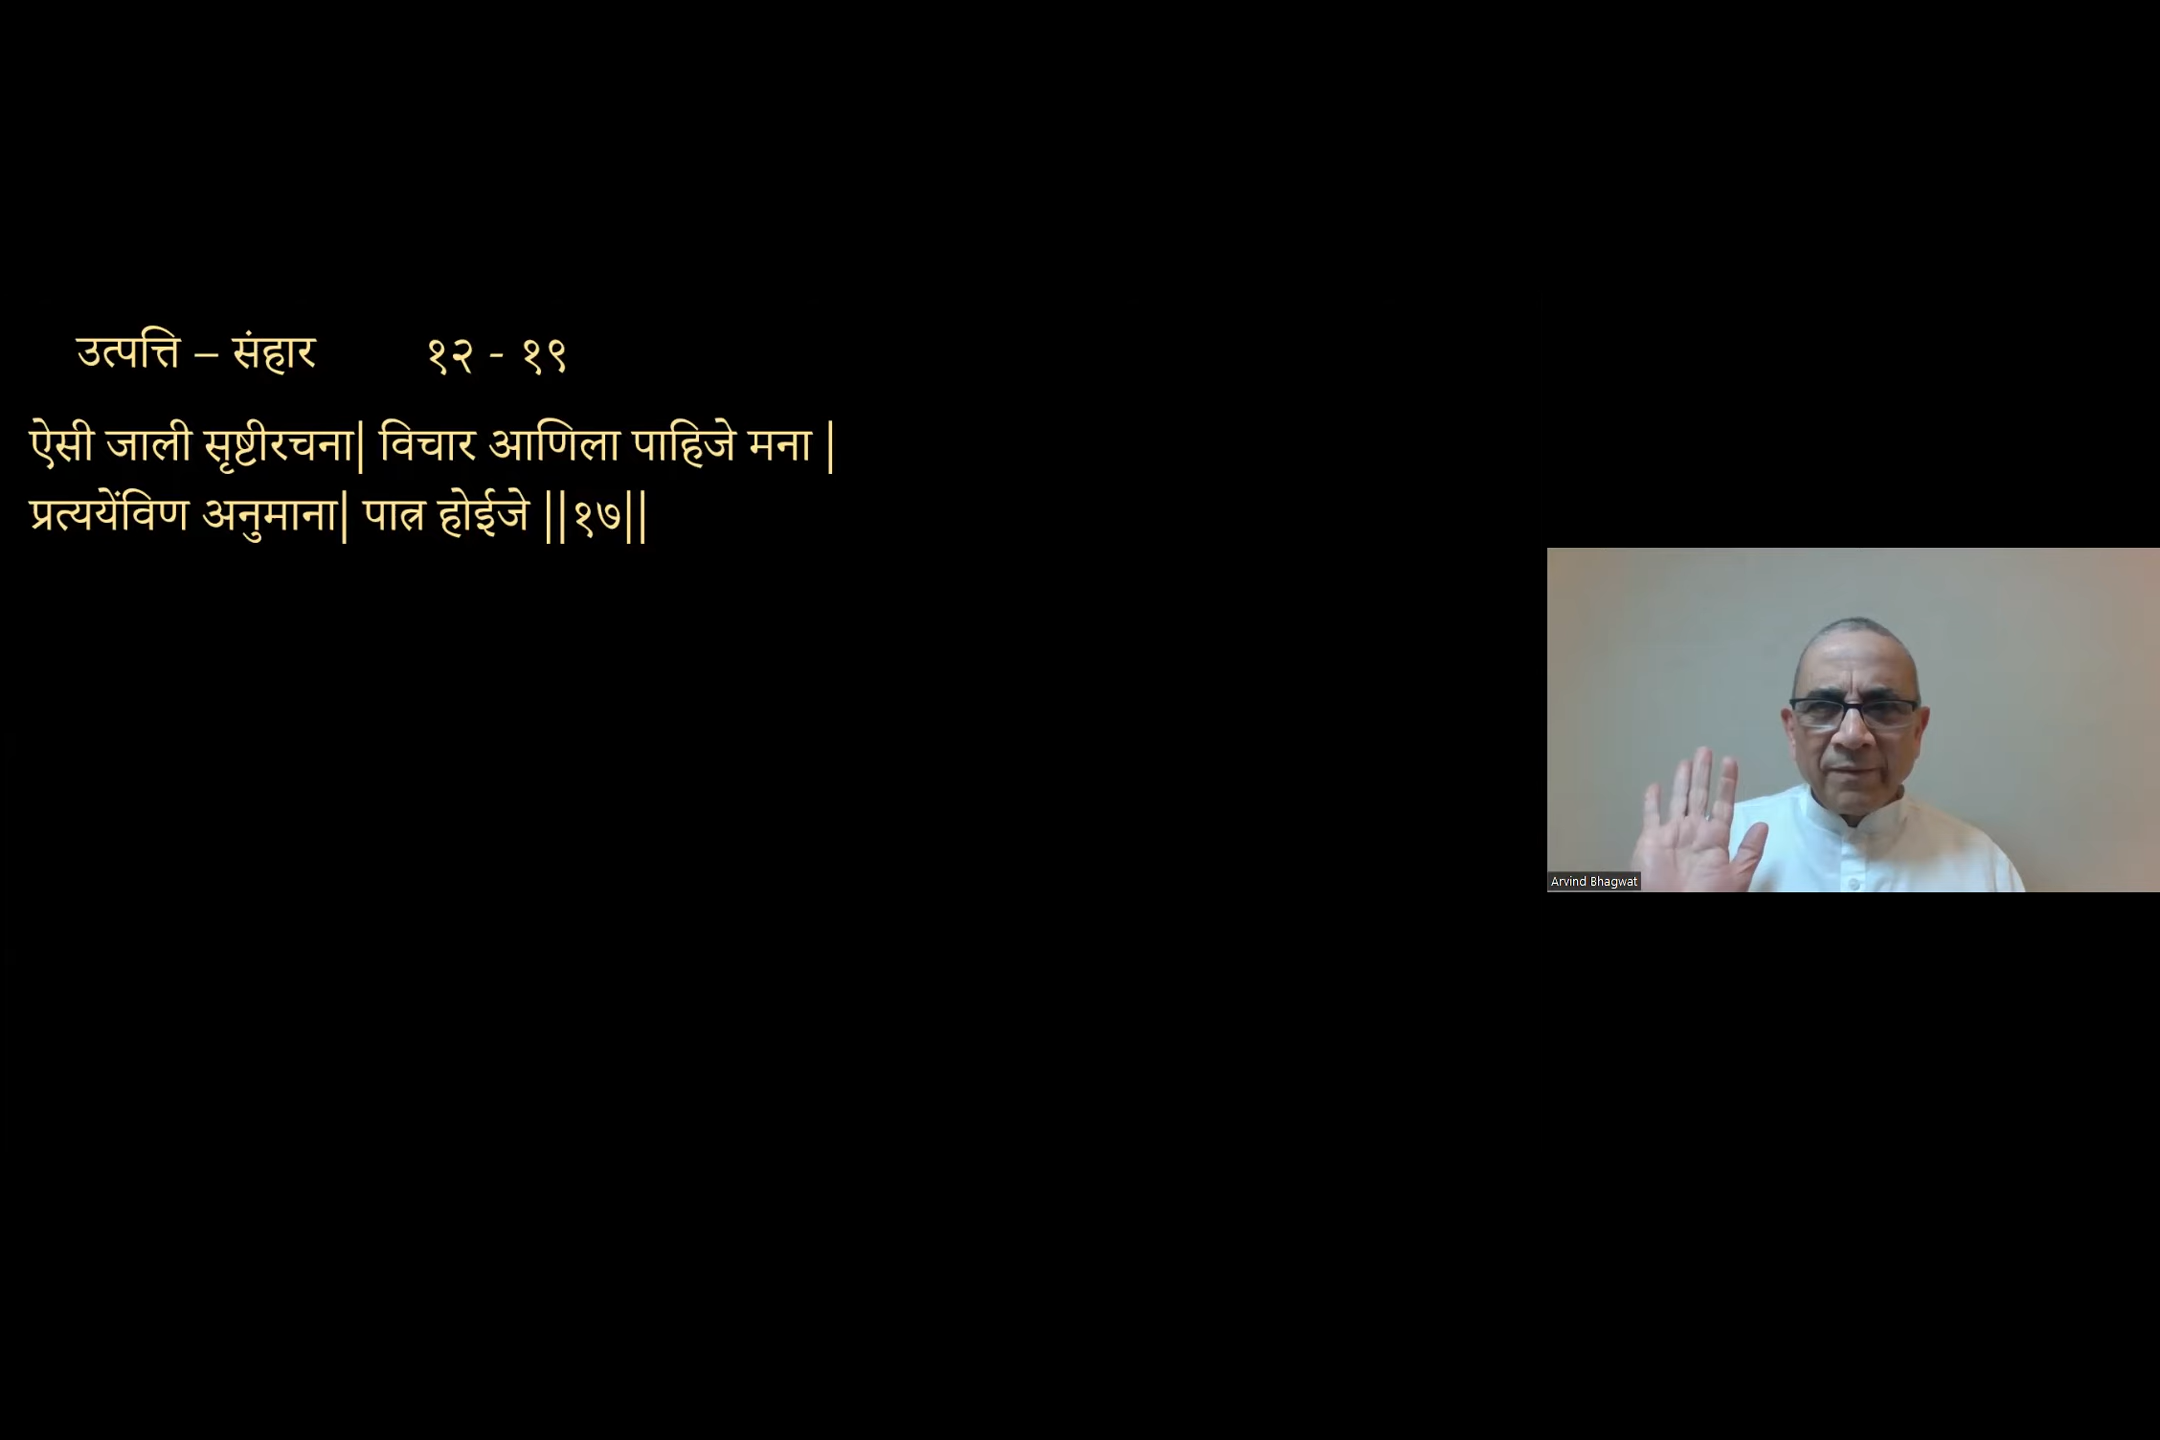 उत्पत्ति – संहार १२ - १९
ऐसी जाली सृष्टीरचना| विचार आणिला पाहिजे मना |
प्रत्ययेंविण अनुमाना| पात्र होईजे ||१७||
Arvind Bhagwat